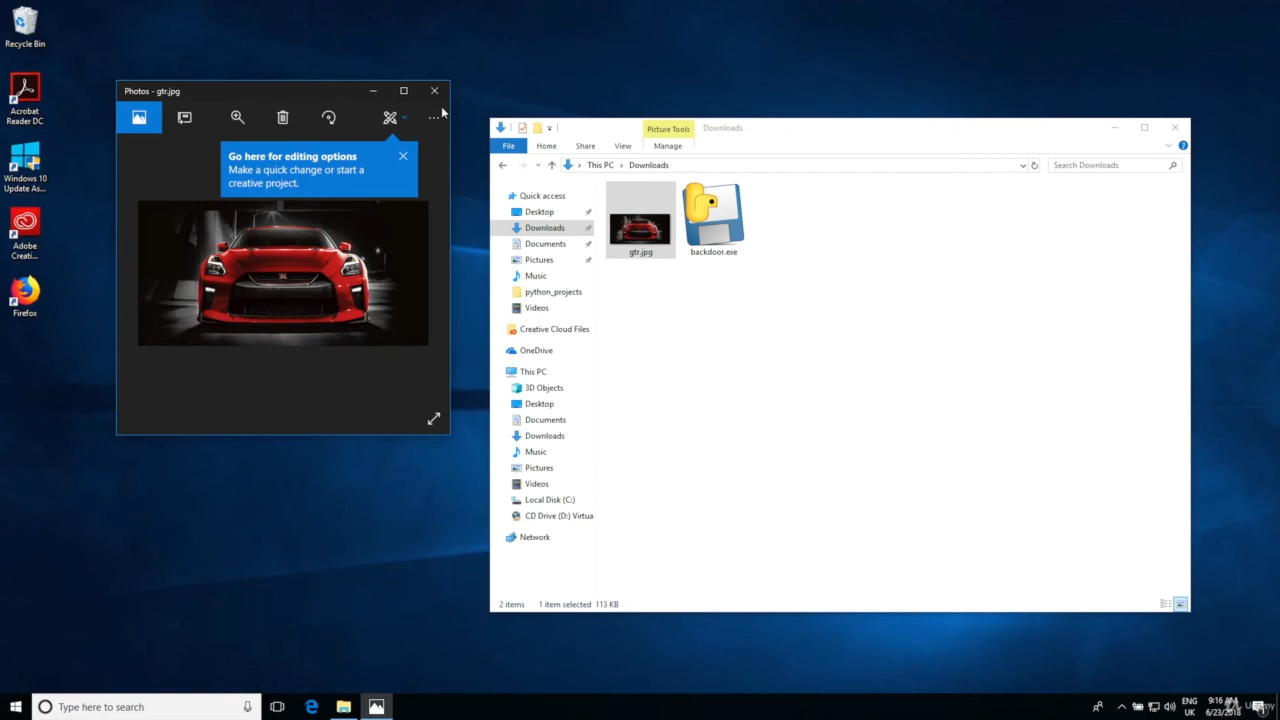 Recycle Bin
Acrobat
Reader DC
Windows 10
Update As...
Adobe
Creati...
Firefox
Photos - gtr.jpg
Go here for editing options
Make a quick change or start a
creative project.
Picture Tools
Downloads
File
Home
Share
View
Manage
This PC
Downloads
Search Downloads
Quick access
Desktop
Downloads
Documents
Pictures
Music
python_projects
Videos
Creative Cloud Files
OneDrive
This PC
3D Objects
Desktop
Documents
Downloads
Music
Pictures
Videos
Local Disk (C:)
CD Drive (D:) Virtua
Network
gtr.jpg
backdoor.exe
2 items
1 item selected
113 KB
Type here to search
ENG
UK
9:16 AM
6/23/2018